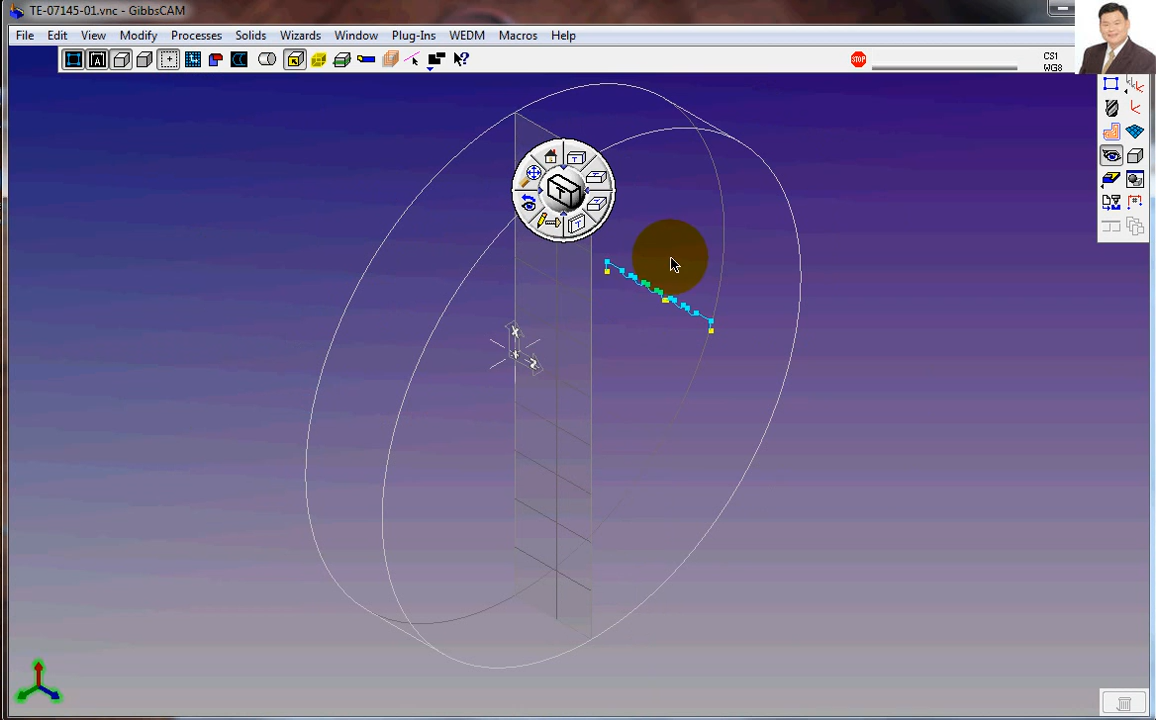 TE-07145-01.vnc - GibbsCAM
File Edit View Modify Processes Solids Wizards Window Plug-Ins WEDM Macros Help
STOP
CS1
WG8